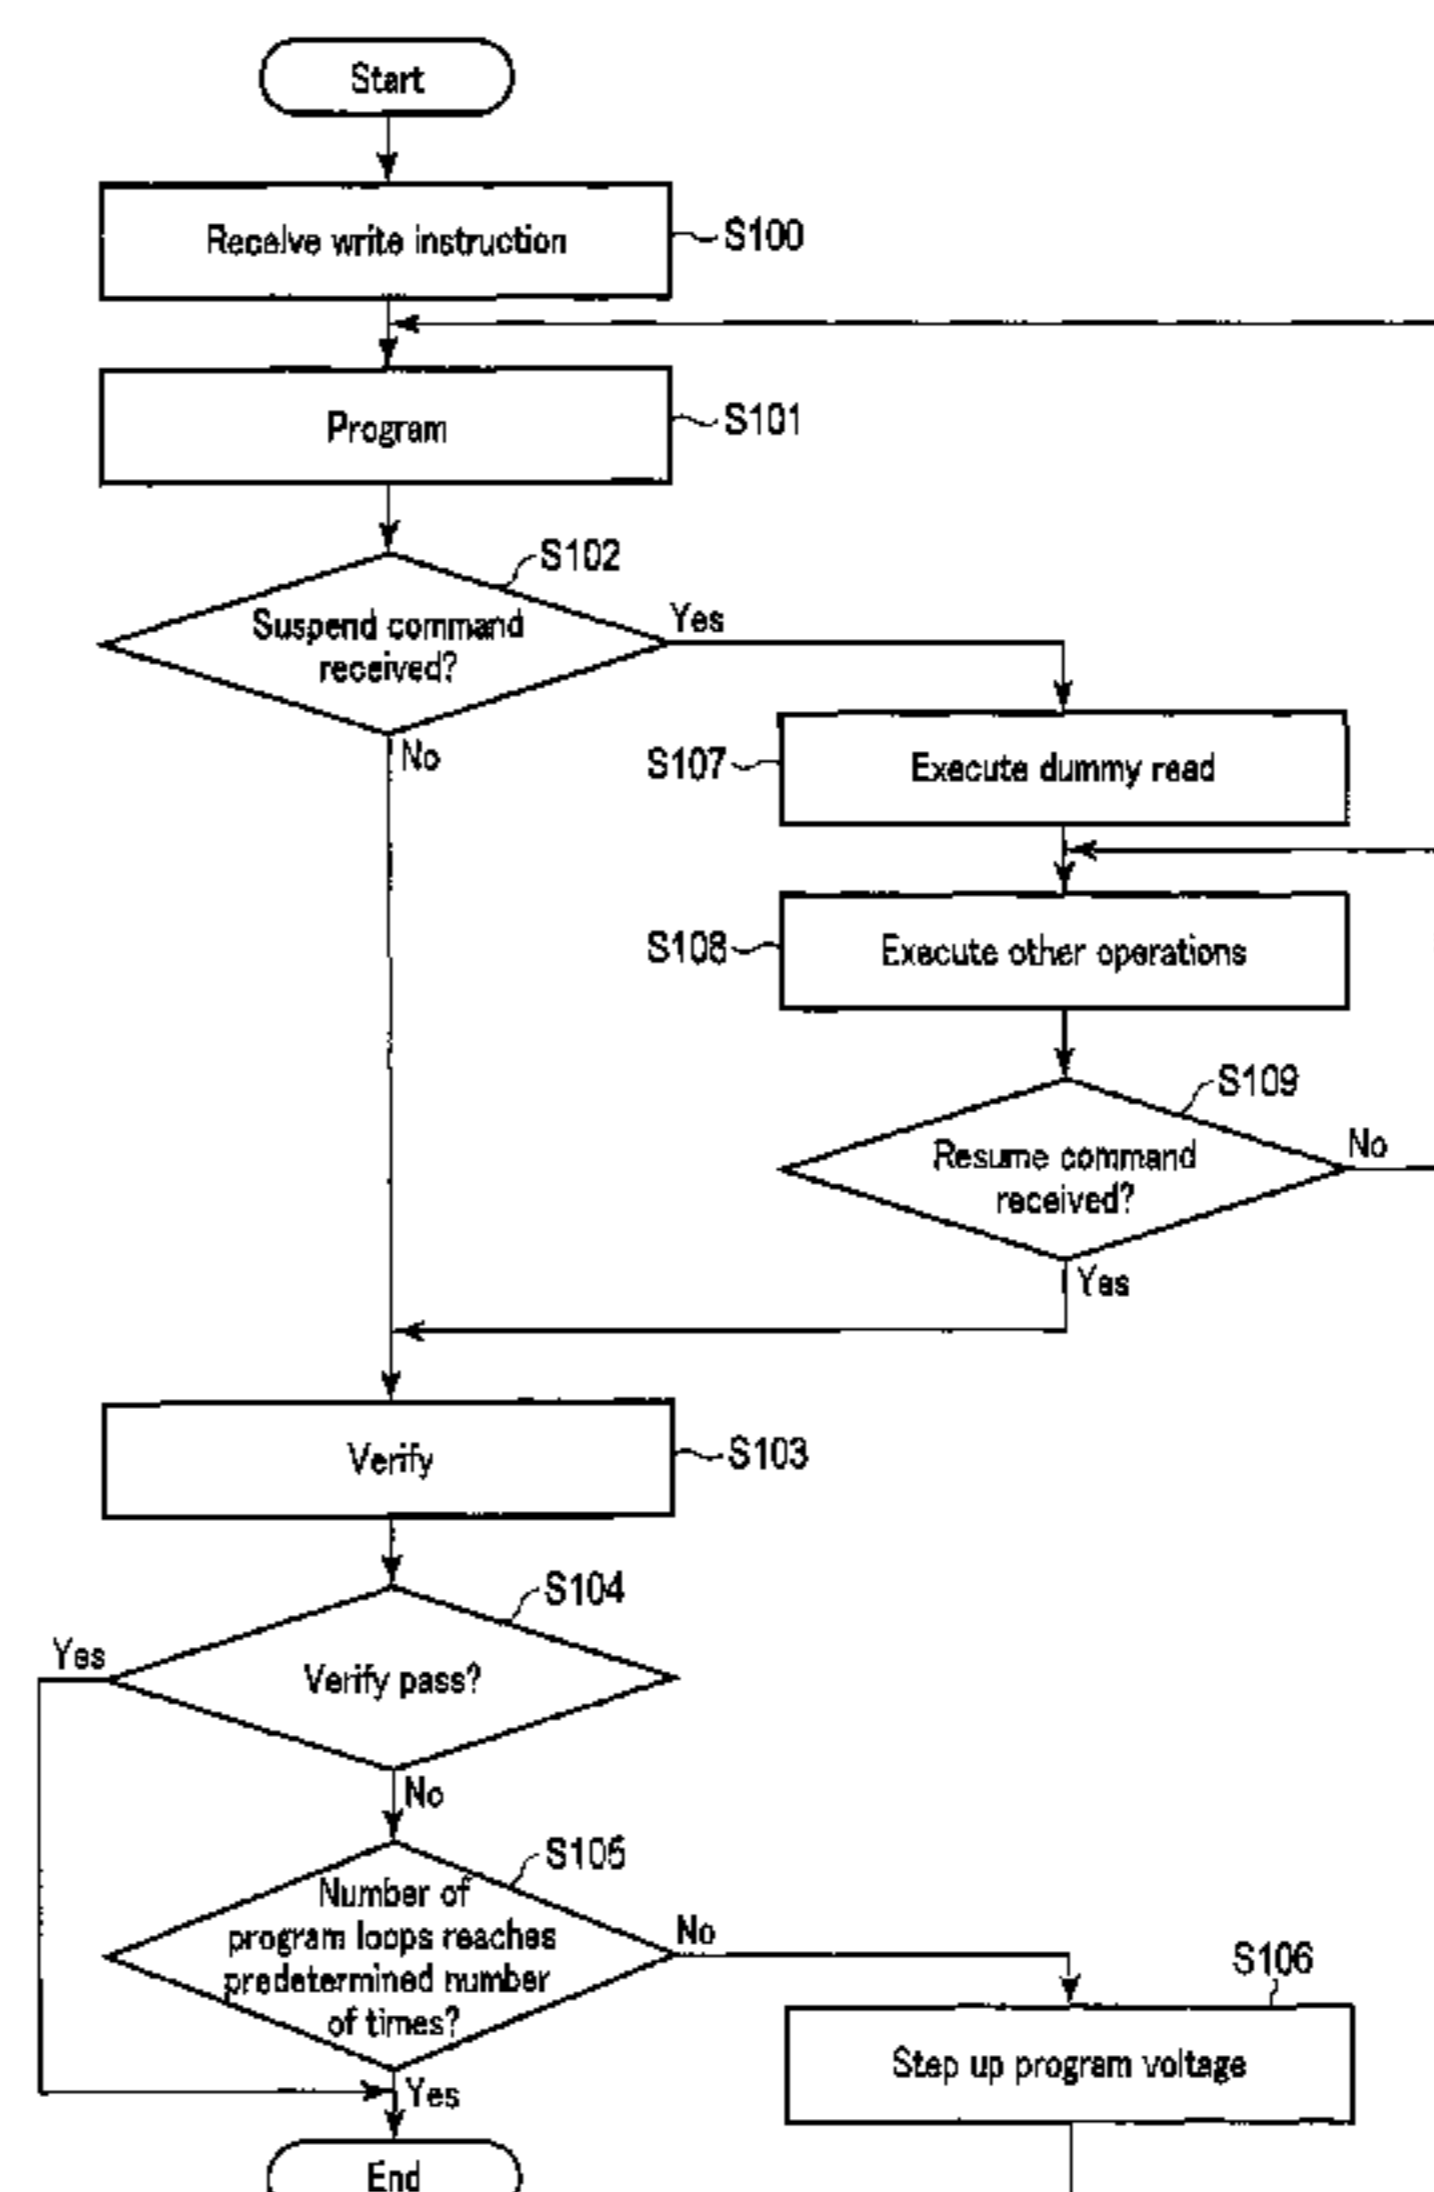 Start
Receive write instruction
S100
Program
S101
S102
Suspend command
received?
Yes
No
S107
Execute dummy read
S108
Execute other operations
S109
Resume command
received?
No
Yes
Verify
S103
S104
Yes
Verify pass?
No
S105
Number of
program loops reaches
predetermined number
of times?
No
S106
Step up program voltage
Yes
End